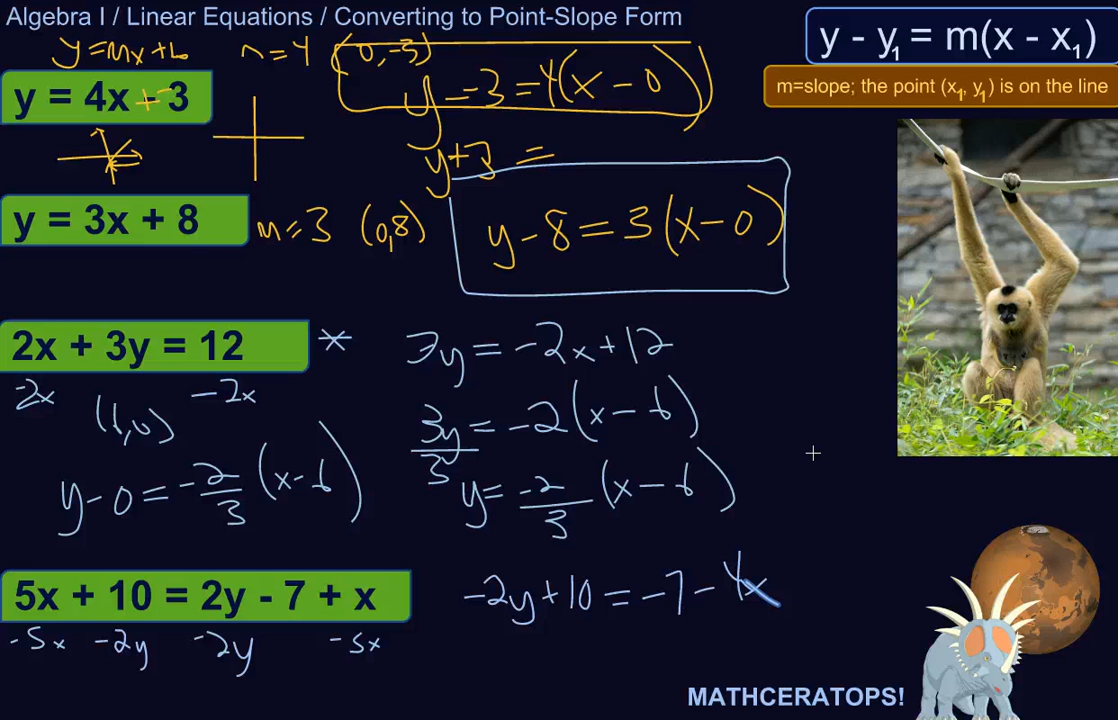 Algebra I / Linear Equations / Converting to Point-Slope Form
y - y₁ = m(x - x₁)
m=slope; the point (x₁, y₁) is on the line
y=mx+b m=4 (0,-3)
y = 4x +-3
y--3=4(x-0)
y+3=
y = 3x + 8 m=3 (0,8)
y-8=3(x-0)
2x + 3y = 12 * 3y=-2x+12
-2x -2x
(6,0)
3y/3=-2(x-6)
y-0=-2/3(x-6)
y=-2/3(x-6)
5x + 10 = 2y - 7 + x -2y+10=-7-4x
-5x -2y -2y -5x
MATHCERATOPS!